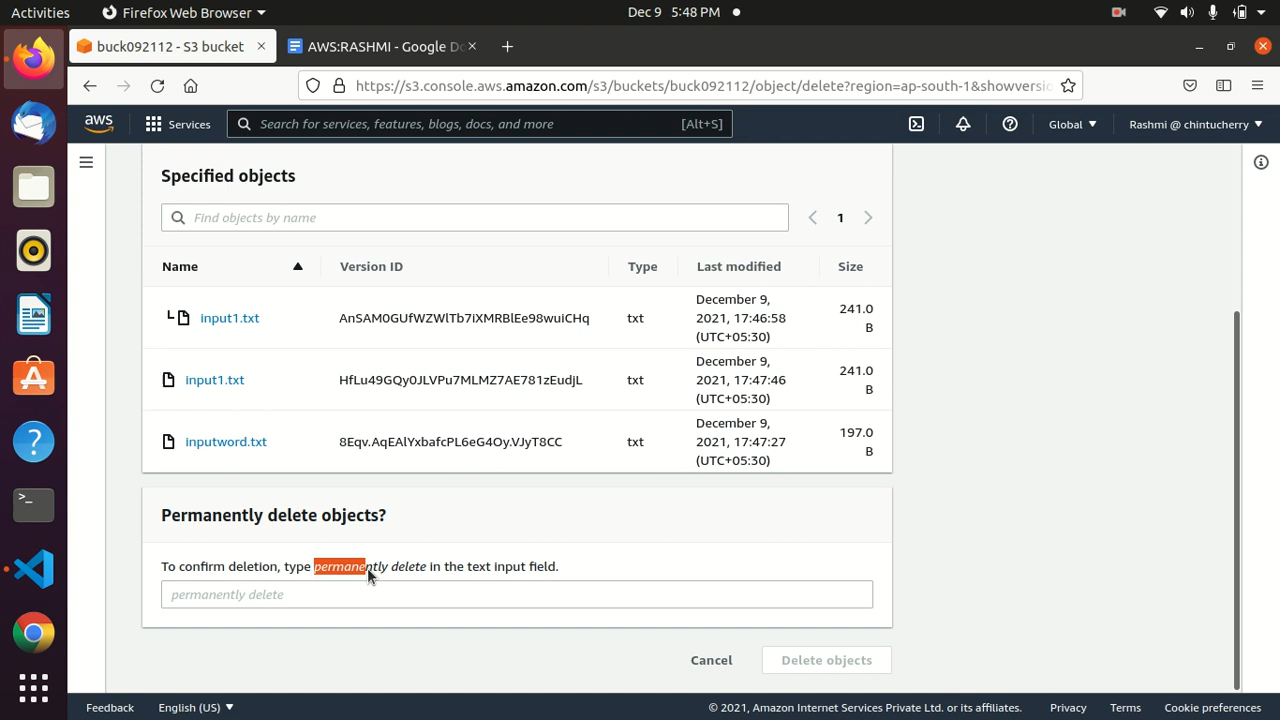 Activities Firefox Web Browser Dec 9 5:48 PM
buck092112 - S3 bucket AWS:RASHMI - Google Do
https://s3.console.aws.amazon.com/s3/buckets/buck092112/object/delete?region=ap-south-1&showversio
aws Services Search for services, features, blogs, docs, and more [Alt+S] Global Rashmi @ chintucherry
Specified objects
Find objects by name 1
Name Version ID Type Last modified Size
input1.txt AnSAM0GUfWZWlTb7iXMRBlEe98wuiCHq txt December 9, 2021, 17:46:58 (UTC+05:30) 241.0 B
input1.txt HfLu49GQy0JLVPu7MLMZ7AE781zEudjL txt December 9, 2021, 17:47:46 (UTC+05:30) 241.0 B
inputword.txt 8Eqv.AqEAlYxbafcPL6eG4Oy.VJyT8CC txt December 9, 2021, 17:47:27 (UTC+05:30) 197.0 B
Permanently delete objects?
To confirm deletion, type permanently delete in the text input field.
permanently delete
Cancel Delete objects
Feedback English (US) © 2021, Amazon Internet Services Private Ltd. or its affiliates. Privacy Terms Cookie preferences